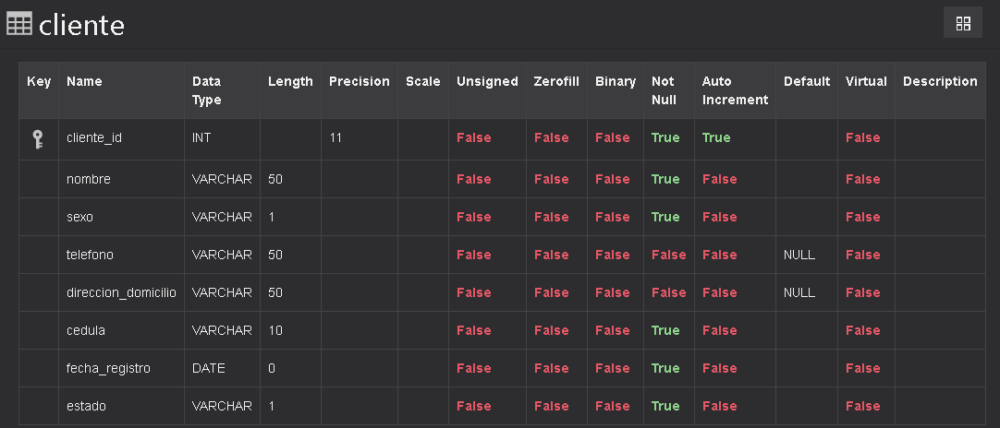 cliente
Key Name Data Type Length Precision Scale Unsigned Zerofill Binary Not Null Auto Increment Default Virtual Description
cliente_id INT 11 False False False True True False
nombre VARCHAR 50 False False False True False False
sexo VARCHAR 1 False False False True False False
telefono VARCHAR 50 False False False False False NULL False
direccion_domicilio VARCHAR 50 False False False False False NULL False
cedula VARCHAR 10 False False False True False False
fecha_registro DATE 0 False False False True False False
estado VARCHAR 1 False False False True False False